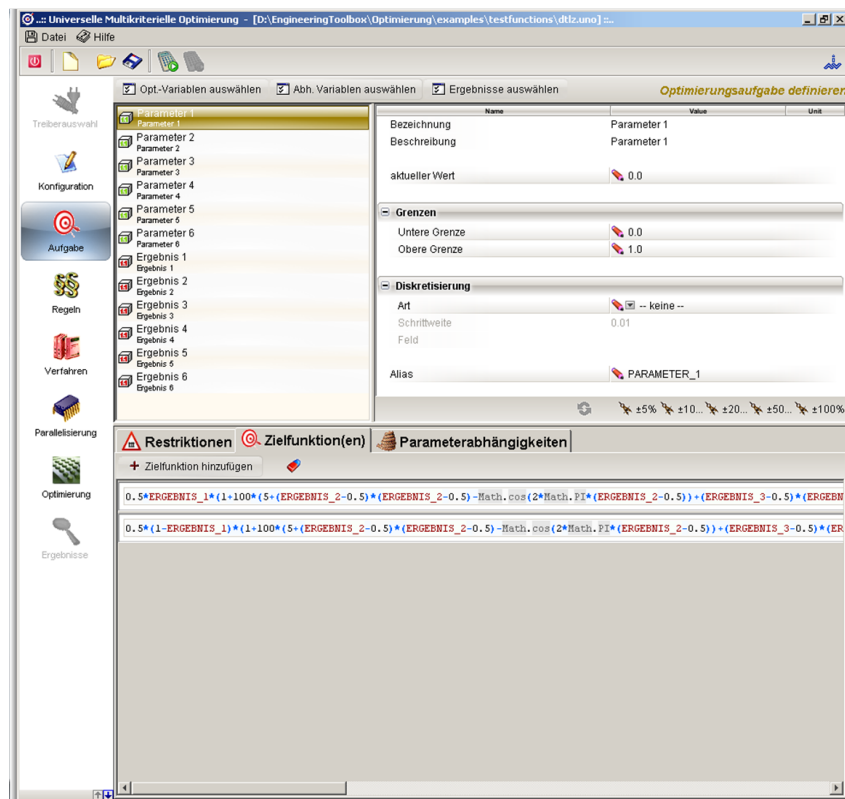 ..:: Universelle Multikriterielle Optimierung - [D:\EngineeringToolbox\Optimierung\examples\testfunctions\dtlz.uno] ::..
Datei Hilfe
Opt.-Variablen auswählen Abh. Variablen auswählen Ergebnisse auswählen Optimierungsaufgabe definieren
Treiberauswahl
Konfiguration
Aufgabe
Regeln
Verfahren
Parallelisierung
Optimierung
Ergebnisse
Parameter 1
Parameter 1
Parameter 2
Parameter 2
Parameter 3
Parameter 3
Parameter 4
Parameter 4
Parameter 5
Parameter 5
Parameter 6
Parameter 6
Ergebnis 1
Ergebnis 1
Ergebnis 2
Ergebnis 2
Ergebnis 3
Ergebnis 3
Ergebnis 4
Ergebnis 4
Ergebnis 5
Ergebnis 5
Ergebnis 6
Ergebnis 6
Name Value Unit
Bezeichnung Parameter 1
Beschreibung Parameter 1
aktueller Wert 0.0
Grenzen
Untere Grenze 0.0
Obere Grenze 1.0
Diskretisierung
Art -- keine --
Schrittweite 0.01
Feld
Alias PARAMETER_1
±5% ±10... ±20... ±50... ±100%
Restriktionen Zielfunktion(en) Parameterabhängigkeiten
+ Zielfunktion hinzufügen
0.5*ERGEBNIS_1*(1+100*(5+(ERGEBNIS_2-0.5)*(ERGEBNIS_2-0.5)-Math.cos(2*Math.PI*(ERGEBNIS_2-0.5))+(ERGEBNIS_3-0.5)*(ERGEBN
0.5*(1-ERGEBNIS_1)*(1+100*(5+(ERGEBNIS_2-0.5)*(ERGEBNIS_2-0.5)-Math.cos(2*Math.PI*(ERGEBNIS_2-0.5))+(ERGEBNIS_3-0.5)*(ER